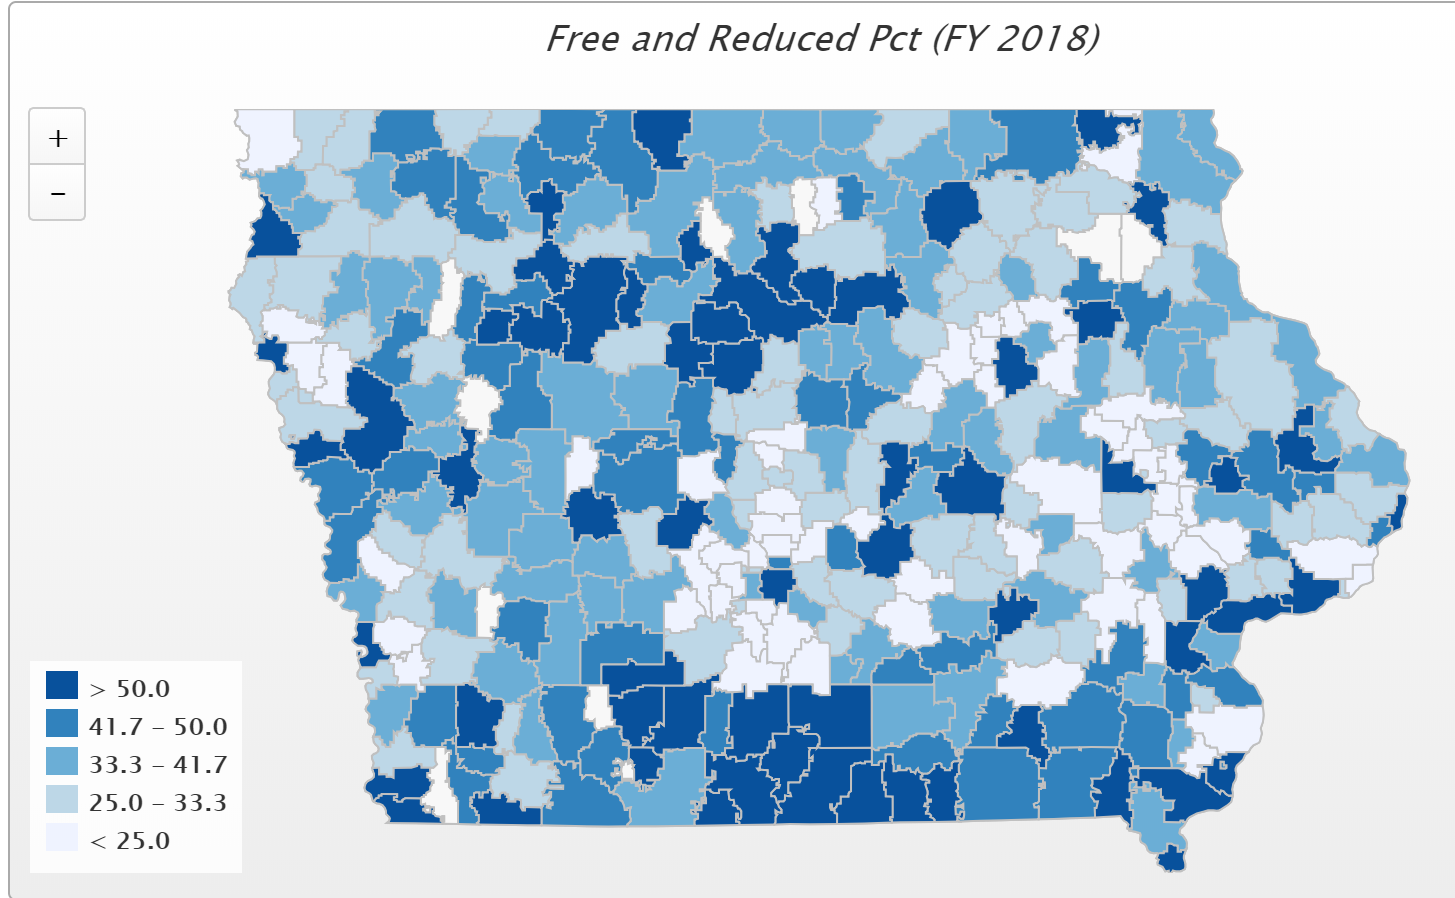 Free and Reduced Pct (FY 2018)
+
−
> 50.0
41.7 – 50.0
33.3 – 41.7
25.0 – 33.3
< 25.0